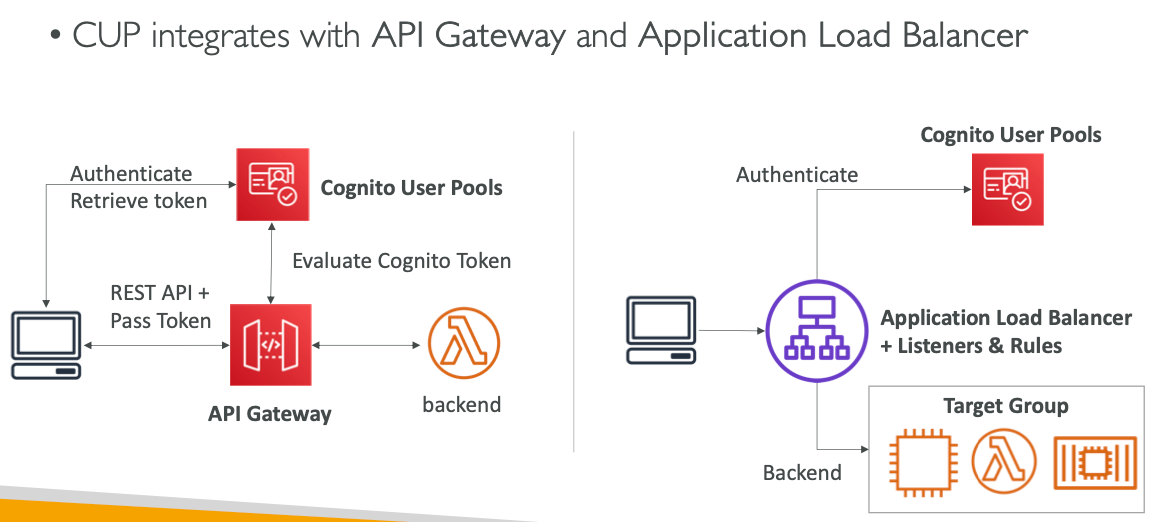 • CUP integrates with API Gateway and Application Load Balancer
Authenticate
Retrieve token
Cognito User Pools
Evaluate Cognito Token
REST API +
Pass Token
API Gateway
backend
Cognito User Pools
Authenticate
Application Load Balancer
+ Listeners & Rules
Target Group
Backend